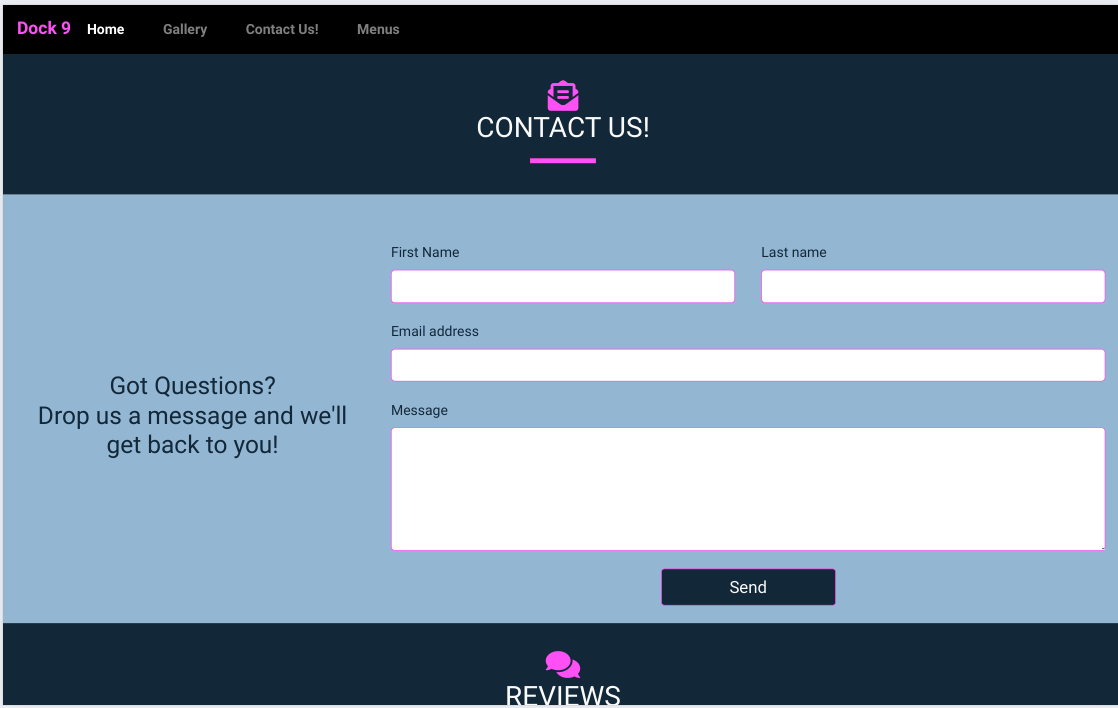 Dock 9 Home Gallery Contact Us! Menus
CONTACT US!
First Name Last name
Email address
Got Questions?
Drop us a message and we'll
get back to you!
Message
Send
REVIEWS